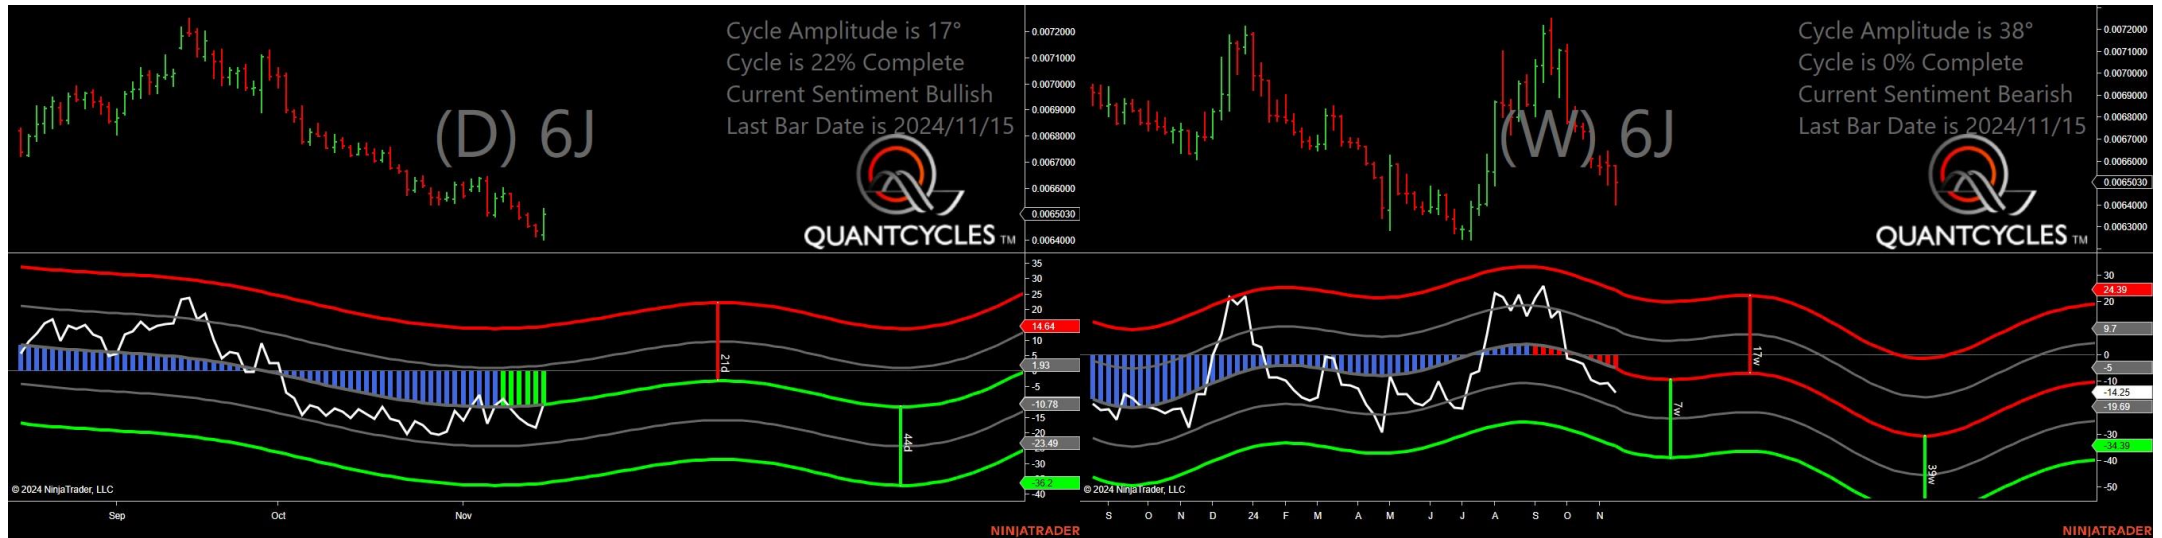 Cycle Amplitude is 17°
Cycle is 22% Complete
Current Sentiment Bullish
Last Bar Date is 2024/11/15
(D) 6J
QUANTCYCLES TM
0.0072000
0.0071000
0.0070000
0.0069000
0.0068000
0.0067000
0.0066000
0.0065030
0.0064000
35
30
25
20
14.64
10
5
1.93
-5
-10.78
-15
-20
-23.49
-30
-36.2
-40
21d
44d
© 2024 NinjaTrader, LLC
Sep Oct Nov
NINJATRADER
Cycle Amplitude is 38°
Cycle is 0% Complete
Current Sentiment Bearish
Last Bar Date is 2024/11/15
(W) 6J
QUANTCYCLES TM
0.0072000
0.0071000
0.0070000
0.0069000
0.0068000
0.0067000
0.0066000
0.0065030
0.0064000
0.0063000
30
24.39
20
9.7
0
-5
-10
-14.25
-19.69
-30
-34.39
-40
-50
17w
7w
39w
© 2024 NinjaTrader, LLC
S O N D 24 F M A M J J A S O N
NINJATRADER